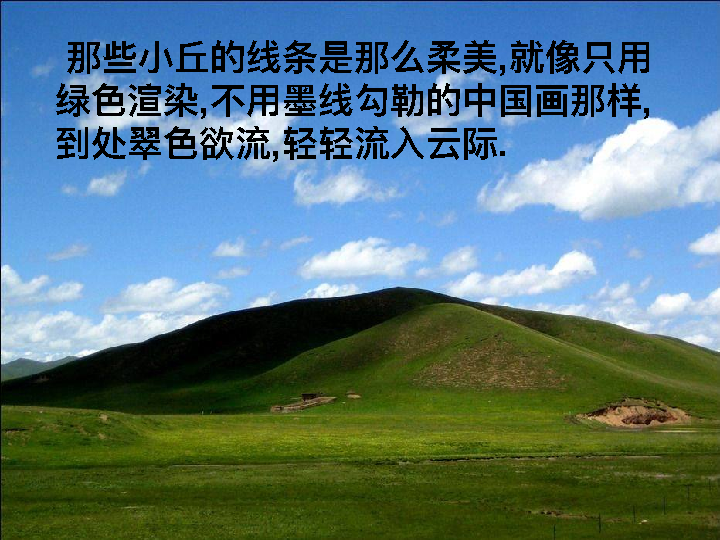 那些小丘的线条是那么柔美,就像只用
绿色渲染,不用墨线勾勒的中国画那样,
到处翠色欲流,轻轻流入云际.